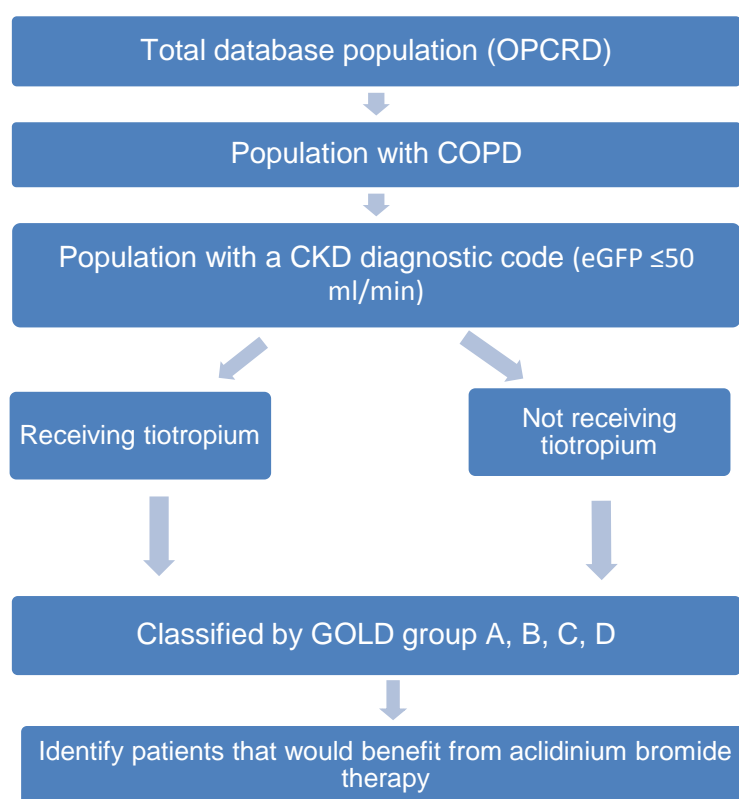 Total database population (OPCRD)
Population with COPD
Population with a CKD diagnostic code (eGFP ≤50
ml/min)
Receiving tiotropium
Not receiving
tiotropium
Classified by GOLD group A, B, C, D
Identify patients that would benefit from aclidinium bromide
therapy